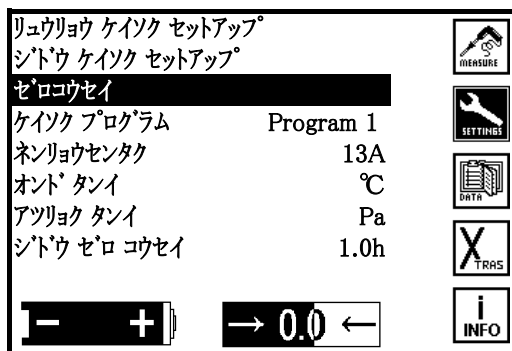 リュウリョウ ケイソク セットアップ
ジドウ ケイソク セットアップ
ゼロコウセイ
ケイソク プログラム Program 1
ネンリョウセンタク 13A
オンド タンイ ℃
アツリョク タンイ Pa
ジドウ ゼロ コウセイ 1.0h
- +
→ 0.0 ←
MEASURE
SETTINGS
DATA
XTRAS
i
INFO